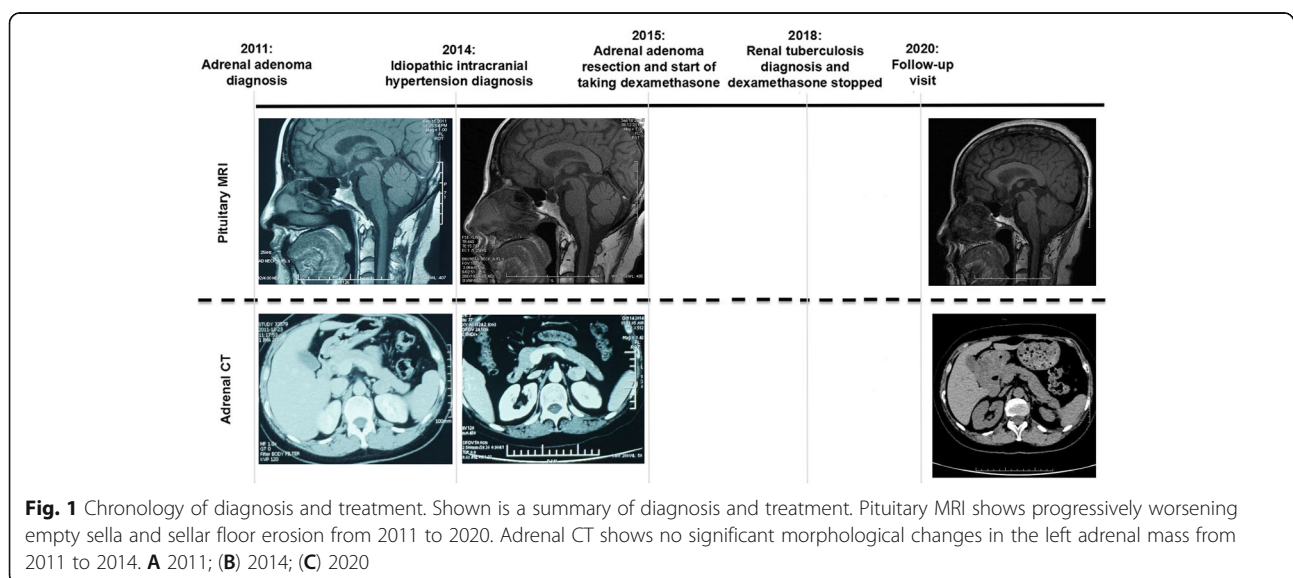 2011:
Adrenal adenoma
diagnosis
2014:
Idiopathic intracranial
hypertension diagnosis
2015:
Adrenal adenoma
resection and start of
taking dexamethasone
2018:
Renal tuberculosis
diagnosis and
dexamethasone stopped
2020:
Follow-up
visit
Pituitary MRI
Adrenal CT
100mm
Fig. 1 Chronology of diagnosis and treatment. Shown is a summary of diagnosis and treatment. Pituitary MRI shows progressively worsening
empty sella and sellar floor erosion from 2011 to 2020. Adrenal CT shows no significant morphological changes in the left adrenal mass from
2011 to 2014. A 2011; (B) 2014; (C) 2020